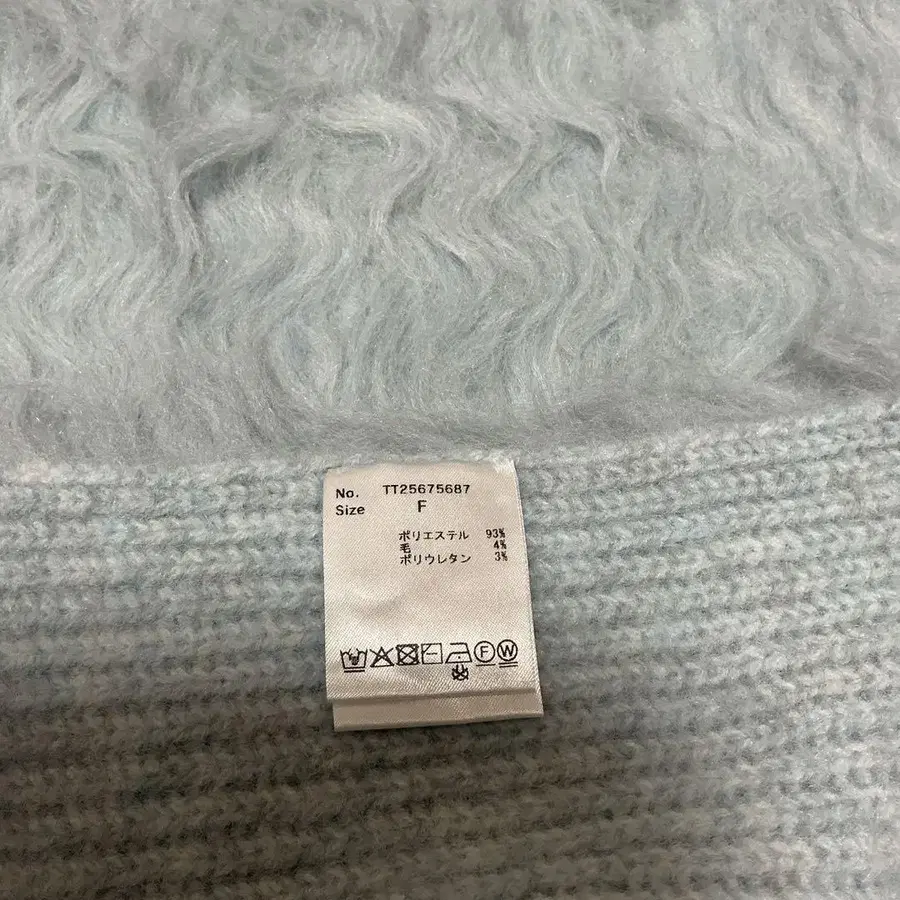 No. TT25675687
Size F
ポリエステル 93%
毛 4%
ポリウレタン 3%
F W